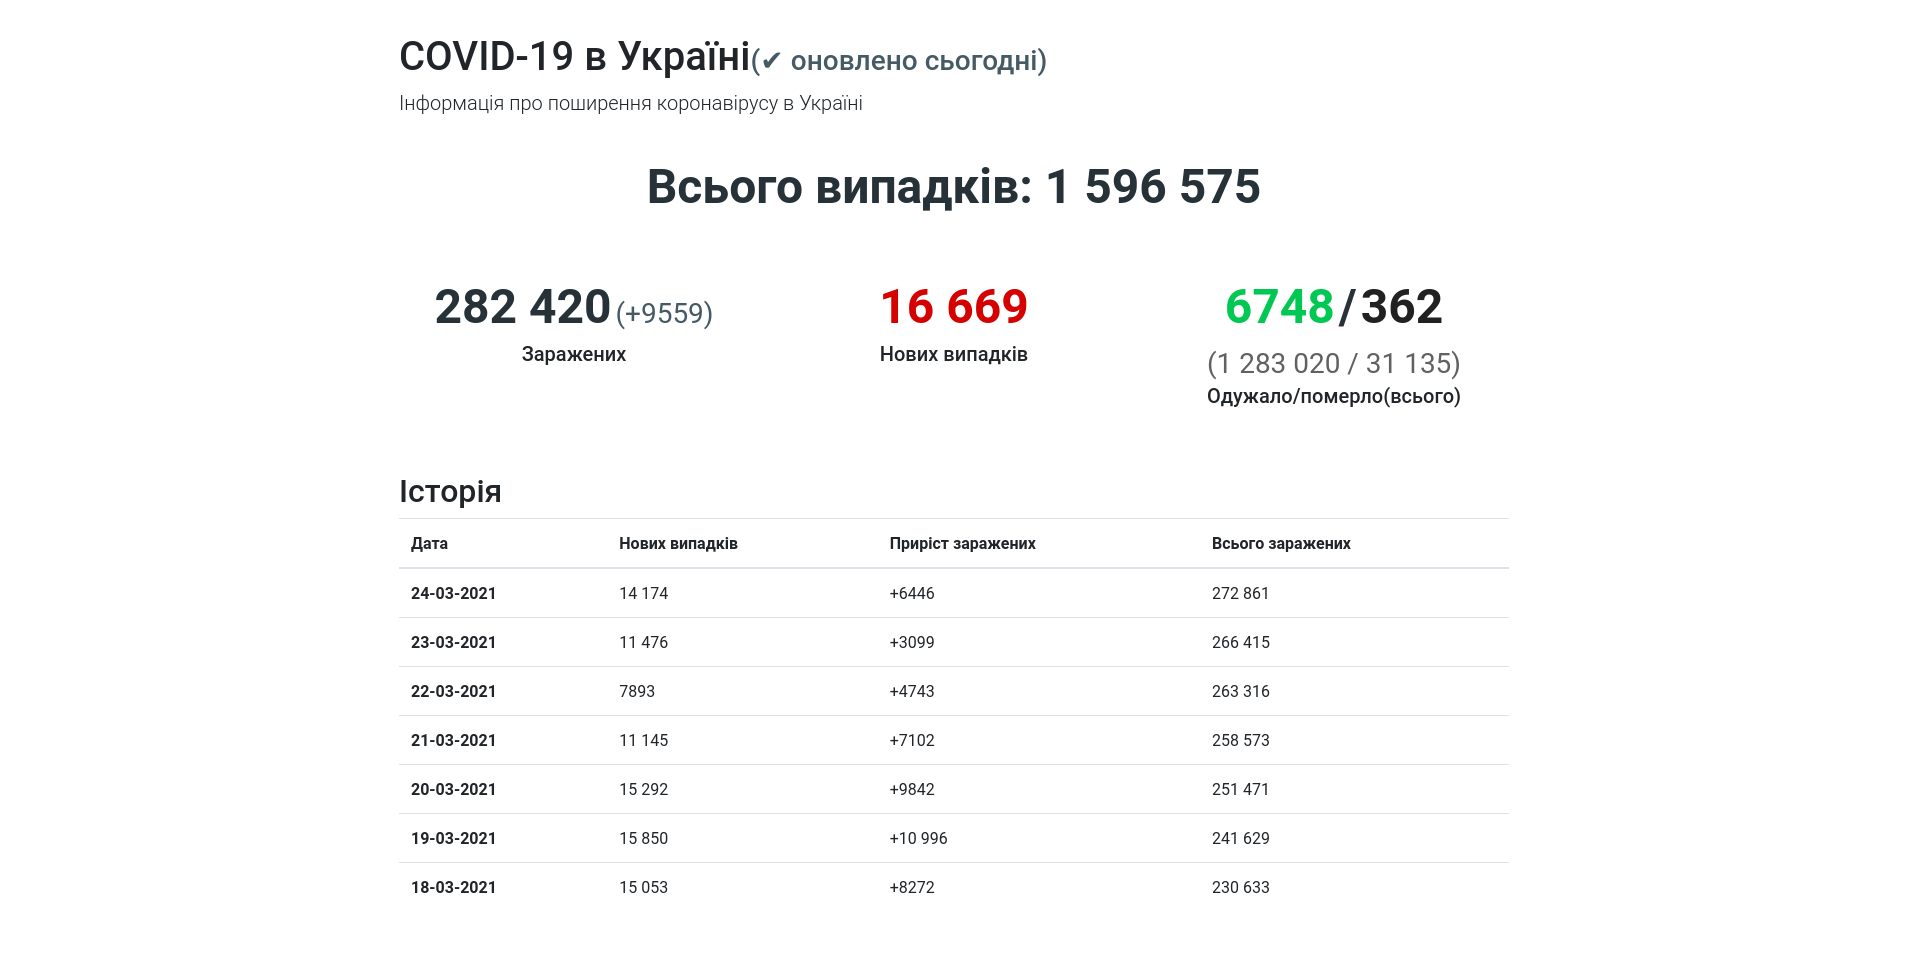 COVID-19 в Україні(✔ оновлено сьогодні)
Інформація про поширення коронавірусу в Україні
Всього випадків: 1 596 575
282 420 (+9559)
Заражених
16 669
Нових випадків
6748/362
(1 283 020 / 31 135)
Одужало/померло(всього)
Історія
Дата Нових випадків Приріст заражених Всього заражених
24-03-2021 14 174 +6446 272 861
23-03-2021 11 476 +3099 266 415
22-03-2021 7893 +4743 263 316
21-03-2021 11 145 +7102 258 573
20-03-2021 15 292 +9842 251 471
19-03-2021 15 850 +10 996 241 629
18-03-2021 15 053 +8272 230 633